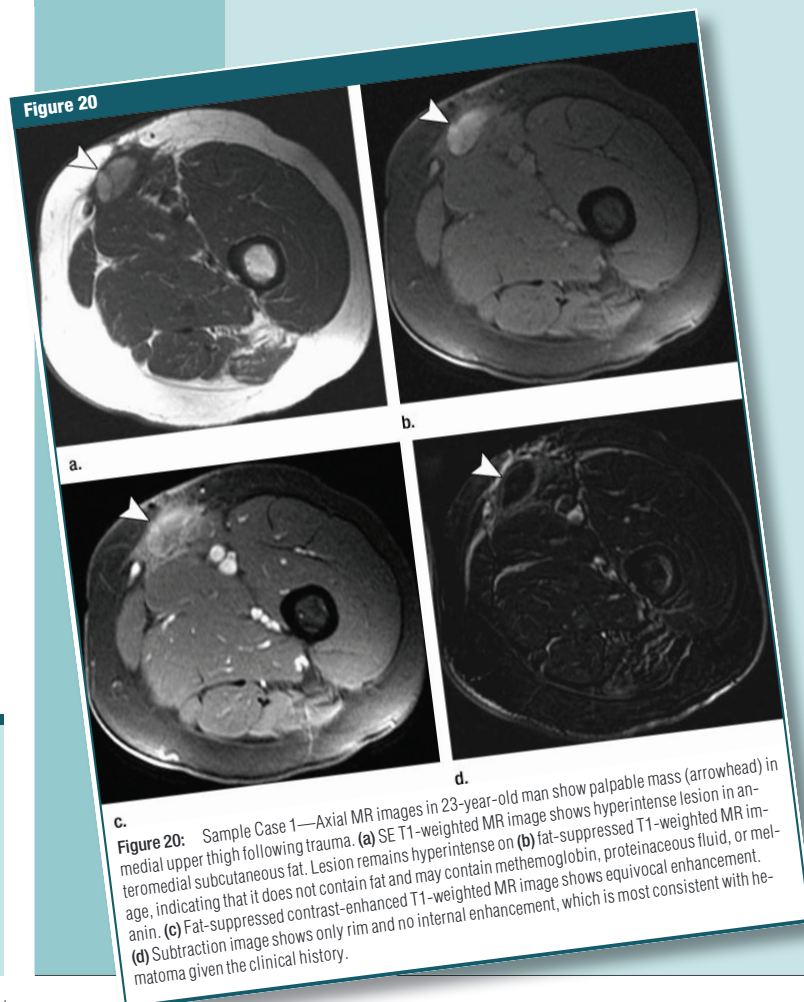 Figure 20
a.
b.
c.
d.
Figure 20: Sample Case 1—Axial MR images in 23-year-old man show palpable mass (arrowhead) in
medial upper thigh following trauma. (a) SE T1-weighted MR image shows hyperintense lesion in an-
teromedial subcutaneous fat. Lesion remains hyperintense on (b) fat-suppressed T1-weighted MR im-
age, indicating that it does not contain fat and may contain methemoglobin, proteinaceous fluid, or mel-
anin. (c) Fat-suppressed contrast-enhanced T1-weighted MR image shows equivocal enhancement.
(d) Subtraction image shows only rim and no internal enhancement, which is most consistent with he-
matoma given the clinical history.